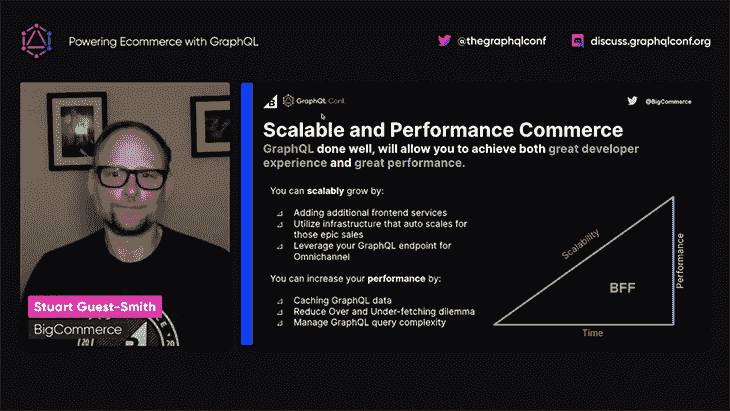 Powering Ecommerce with GraphQL
@thegraphqlconf
discuss.graphqlconf.org
B
GraphQL Conf.
@BigCommerce
Scalable and Performance Commerce
GraphQL done well, will allow you to achieve both great developer
experience and great performance.
You can scalably grow by:
Adding additional frontend services
Utilize infrastructure that auto scales for
those epic sales
Leverage your GraphQL endpoint for
Omnichannel
You can increase your performance by:
Caching GraphQL data
Reduce Over and Under-fetching dilemma
Manage GraphQL query complexity
Scalability
Performance
BFF
Time
Stuart Guest-Smith
BigCommerce